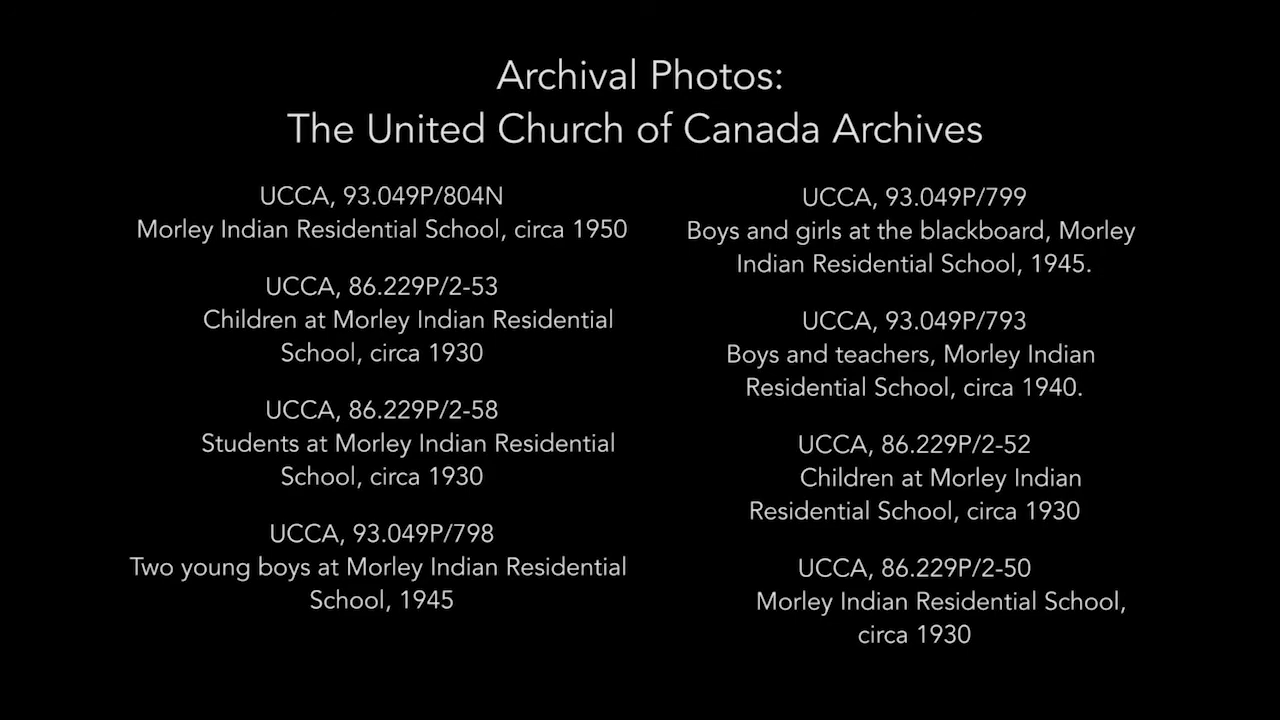 Archival Photos:
The United Church of Canada Archives
UCCA, 93.049P/804N
Morley Indian Residential School, circa 1950
UCCA, 86.229P/2-53
Children at Morley Indian Residential
School, circa 1930
UCCA, 86.229P/2-58
Students at Morley Indian Residential
School, circa 1930
UCCA, 93.049P/798
Two young boys at Morley Indian Residential
School, 1945
UCCA, 93.049P/799
Boys and girls at the blackboard, Morley
Indian Residential School, 1945.
UCCA, 93.049P/793
Boys and teachers, Morley Indian
Residential School, circa 1940.
UCCA, 86.229P/2-52
Children at Morley Indian
Residential School, circa 1930
UCCA, 86.229P/2-50
Morley Indian Residential School,
circa 1930